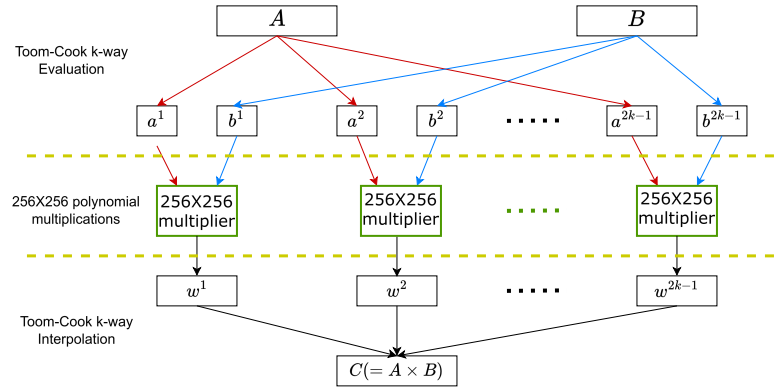 A B
Toom-Cook k-way
Evaluation
a^1 b^1 a^2 b^2 a^{2k-1} b^{2k-1}
256X256 polynomial
multiplications
256X256
multiplier
256X256
multiplier
256X256
multiplier
w^1 w^2 w^{2k-1}
Toom-Cook k-way
Interpolation
C(= A × B)